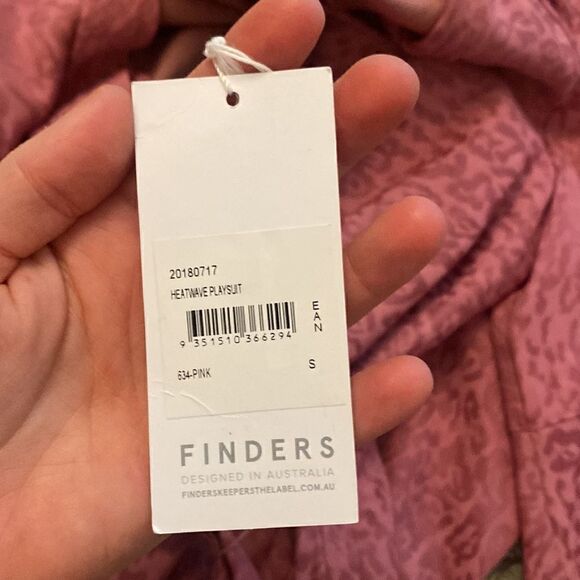 20180717
HEATWAVE PLAYSUIT
EAN
9 351510 366294
634-PINK S
FINDERS
DESIGNED IN AUSTRALIA
FINDERSKEEPERSTHELABEL.COM.AU